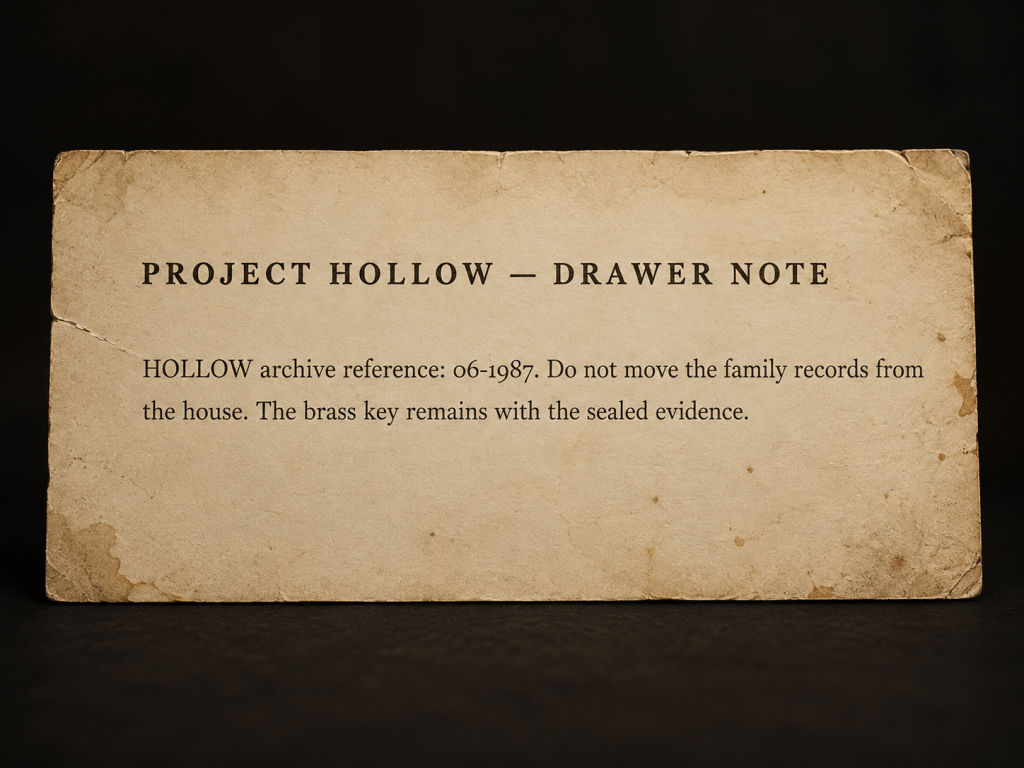 PROJECT HOLLOW — DRAWER NOTE
HOLLOW archive reference: 06-1987. Do not move the family records from
the house. The brass key remains with the sealed evidence.